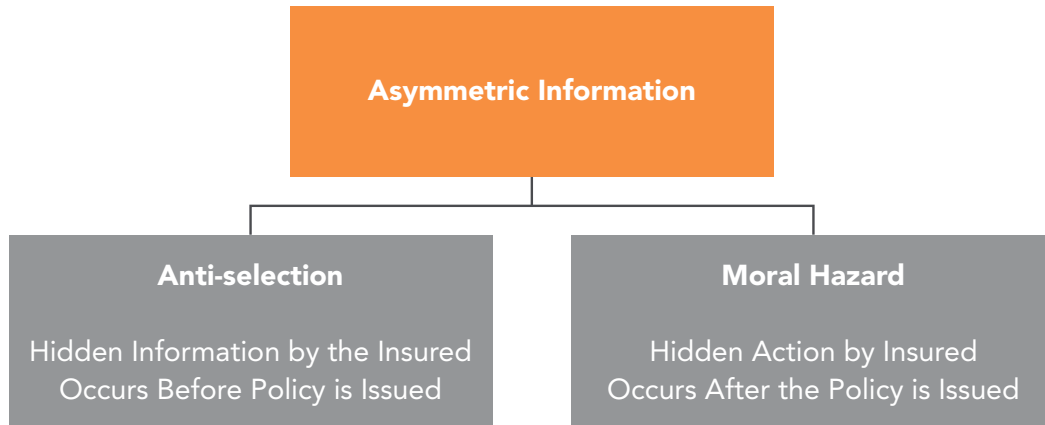 Asymmetric Information
Anti-selection
Hidden Information by the Insured
Occurs Before Policy is Issued
Moral Hazard
Hidden Action by Insured
Occurs After the Policy is Issued